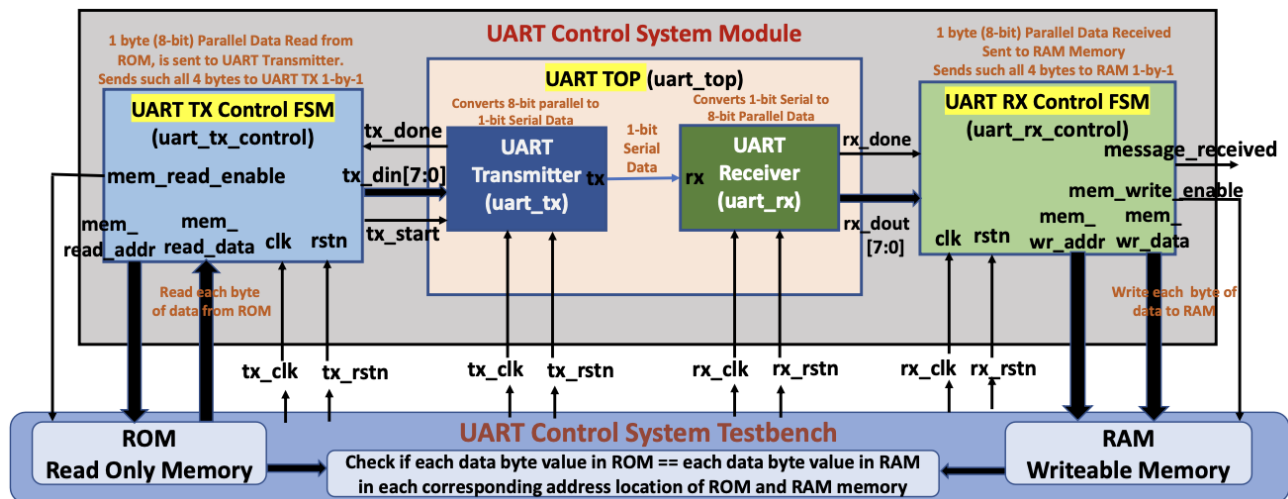 UART Control System Module
1 byte (8-bit) Parallel Data Read from
ROM, is sent to UART Transmitter.
Sends such all 4 bytes to UART TX 1-by-1
UART TX Control FSM
(uart_tx_control)
mem_read_enable
mem_
read_addr
mem_
read_data
clk
rstn
Read each byte
of data from ROM
tx_done
tx_din[7:0]
tx_start
UART TOP (uart_top)
Converts 8-bit parallel to
1-bit Serial Data
UART
Transmitter
(uart_tx)
tx
1-bit
Serial
Data
Converts 1-bit Serial to
8-bit Parallel Data
UART
Receiver
(uart_rx)
rx
rx_done
rx_dout
[7:0]
1 byte (8-bit) Parallel Data Received
Sent to RAM Memory
Sends such all 4 bytes to RAM 1-by-1
UART RX Control FSM
(uart_rx_control)
message_received
mem_write_enable
clk
rstn
mem_
wr_addr
mem_
wr_data
Write each byte of
data to RAM
tx_clk
tx_rstn
tx_clk
tx_rstn
rx_clk
rx_rstn
rx_clk
rx_rstn
UART Control System Testbench
ROM
Read Only Memory
Check if each data byte value in ROM == each data byte value in RAM
in each corresponding address location of ROM and RAM memory
RAM
Writeable Memory